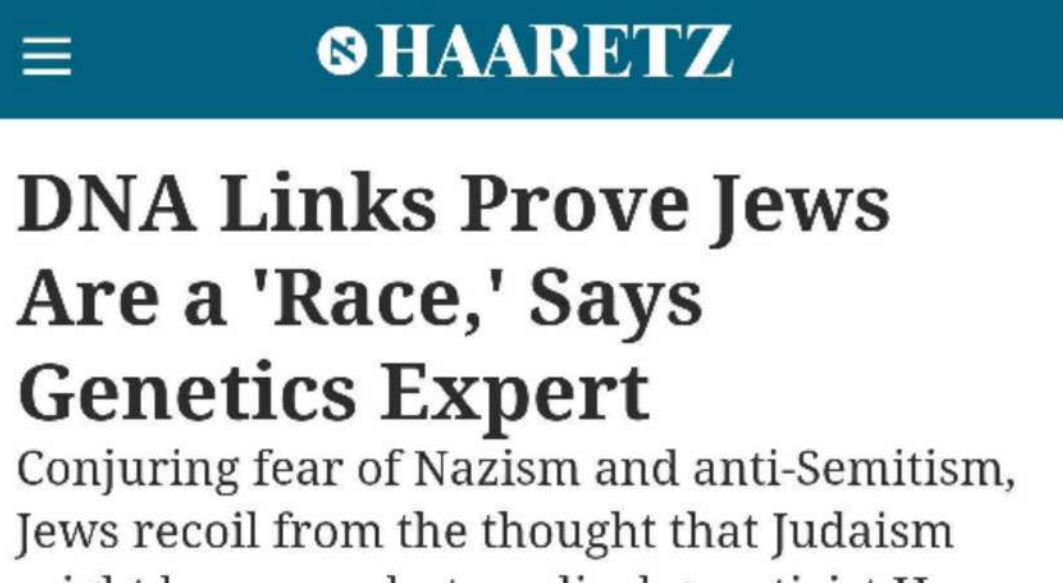 HAARETZ
DNA Links Prove Jews
Are a 'Race,' Says
Genetics Expert
Conjuring fear of Nazism and anti-Semitism,
Jews recoil from the thought that Judaism